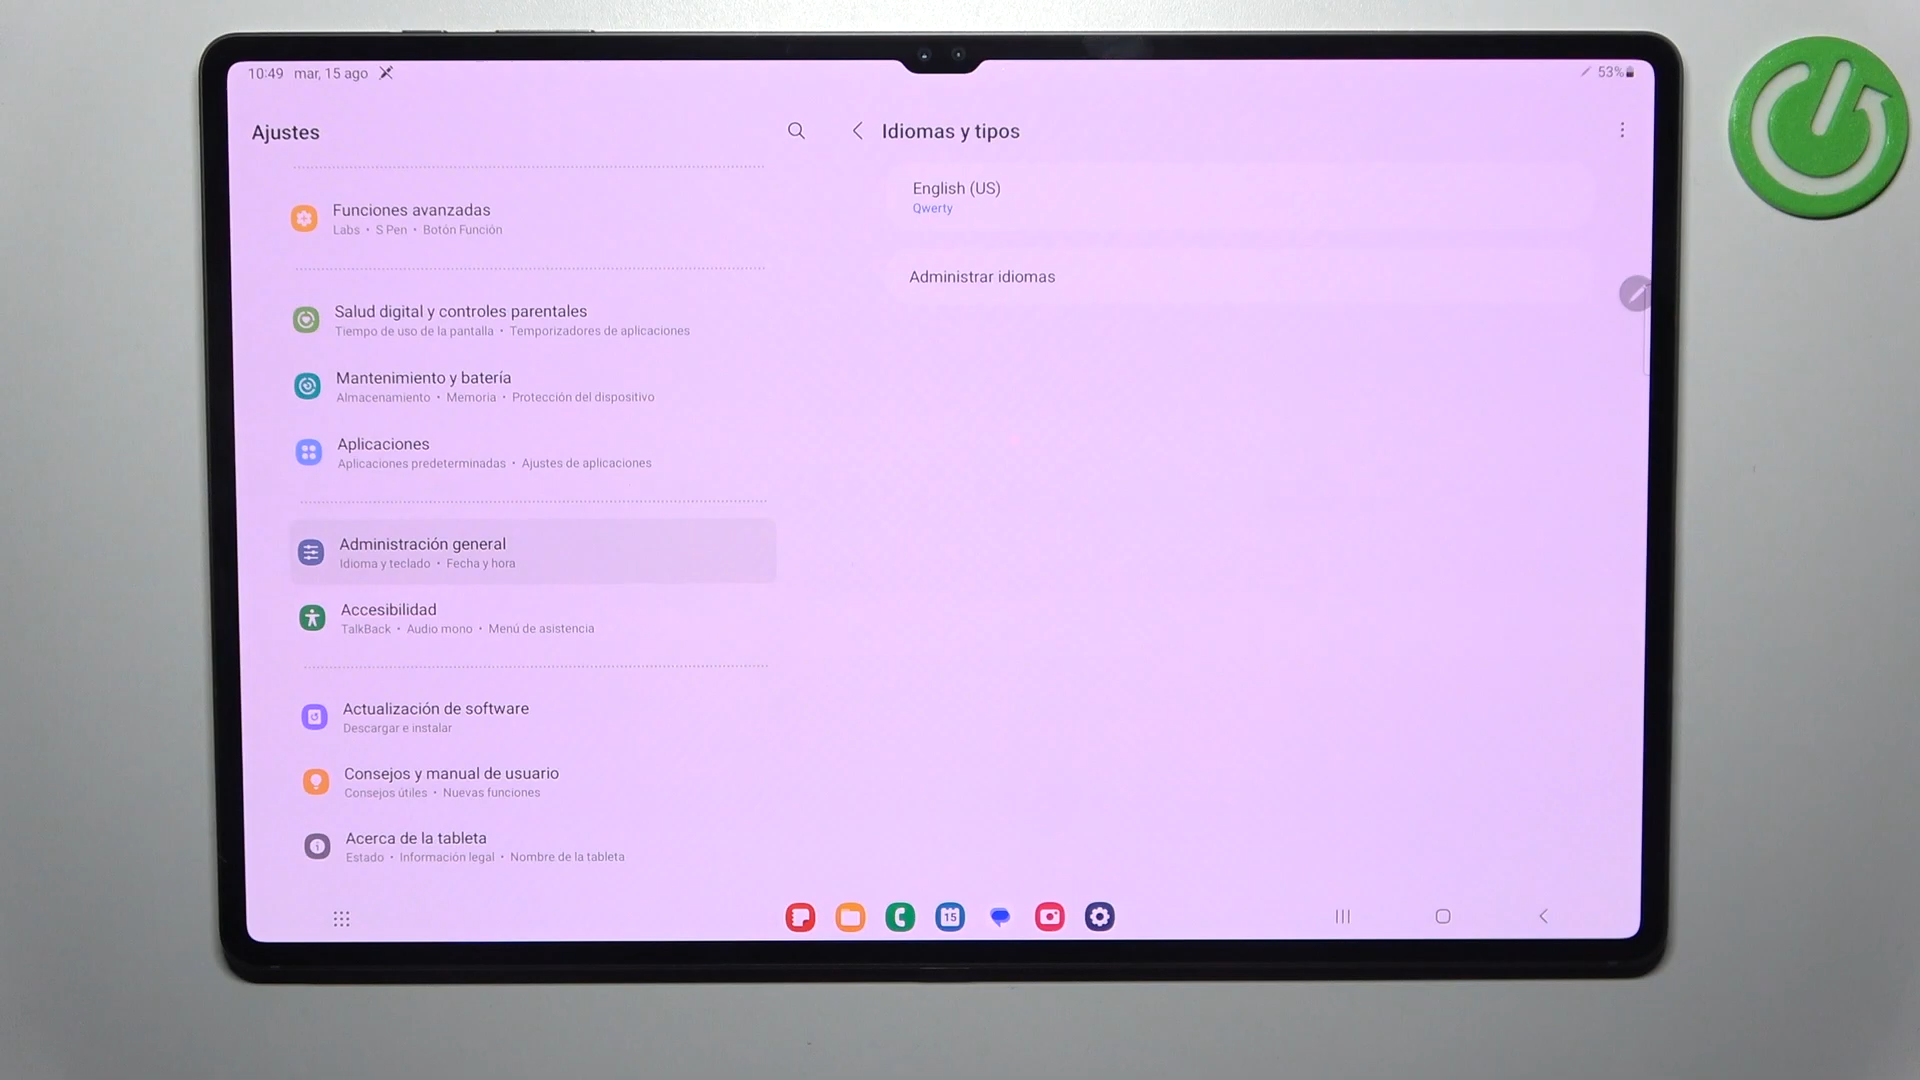 10:49 mar, 15 ago
53%
Ajustes
Idiomas y tipos
Funciones avanzadas
Labs • S Pen • Botón Función
Salud digital y controles parentales
Tiempo de uso de la pantalla • Temporizadores de aplicaciones
Mantenimiento y batería
Almacenamiento • Memoria • Protección del dispositivo
Aplicaciones
Aplicaciones predeterminadas • Ajustes de aplicaciones
Administración general
Idioma y teclado • Fecha y hora
Accesibilidad
TalkBack • Audio mono • Menú de asistencia
Actualización de software
Descargar e instalar
Consejos y manual de usuario
Consejos útiles • Nuevas funciones
Acerca de la tableta
Estado • Información legal • Nombre de la tableta
English (US)
Qwerty
Administrar idiomas
15